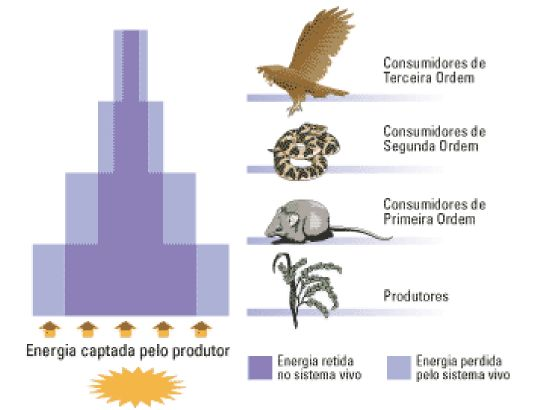 Consumidores de
Terceira Ordem
Consumidores de
Segunda Ordem
Consumidores de
Primeira Ordem
Produtores
Energia captada pelo produtor
Energia retida
no sistema vivo
Energia perdida
pelo sistema vivo